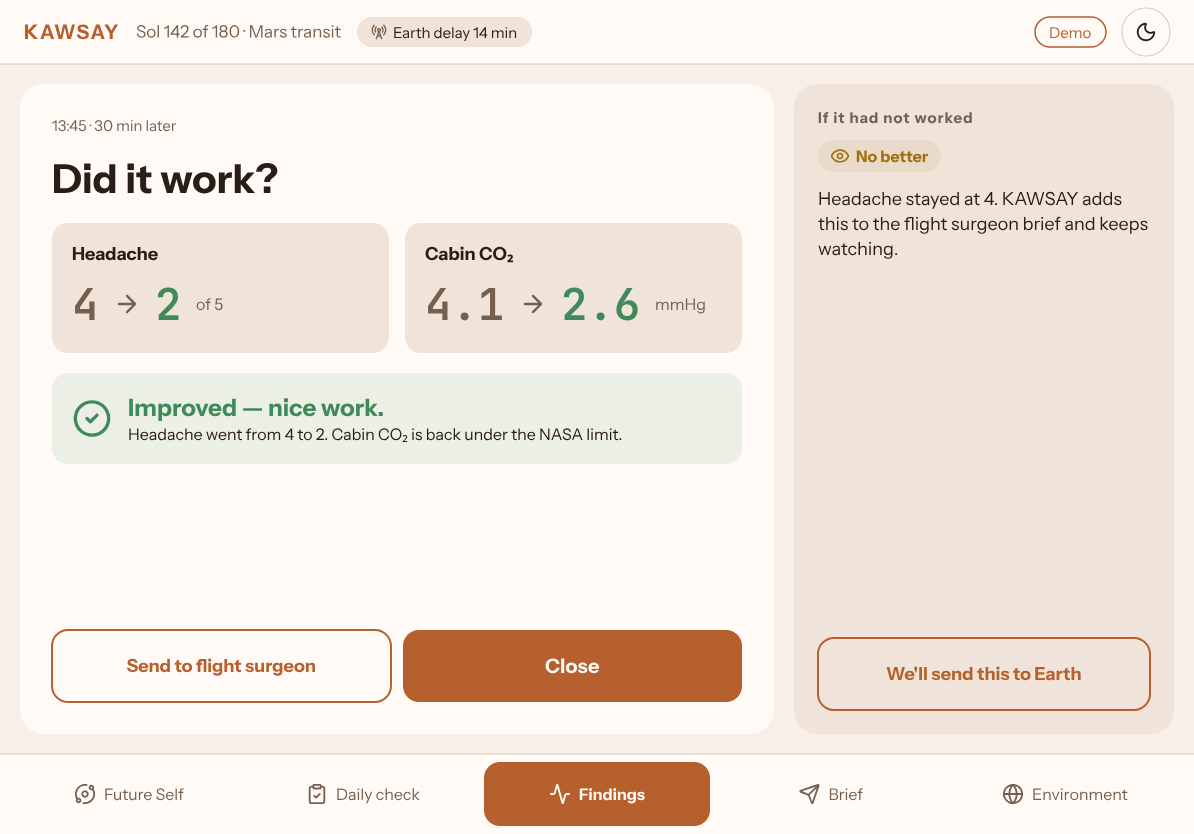 KAWSAY
Sol 142 of 180 · Mars transit
Earth delay 14 min
Demo
13:45 · 30 min later
Did it work?
Headache
4 → 2 of 5
Cabin CO₂
4.1 → 2.6 mmHg
Improved — nice work.
Headache went from 4 to 2. Cabin CO₂ is back under the NASA limit.
Send to flight surgeon
Close
If it had not worked
No better
Headache stayed at 4. KAWSAY adds
this to the flight surgeon brief and keeps
watching.
We'll send this to Earth
Future Self
Daily check
Findings
Brief
Environment